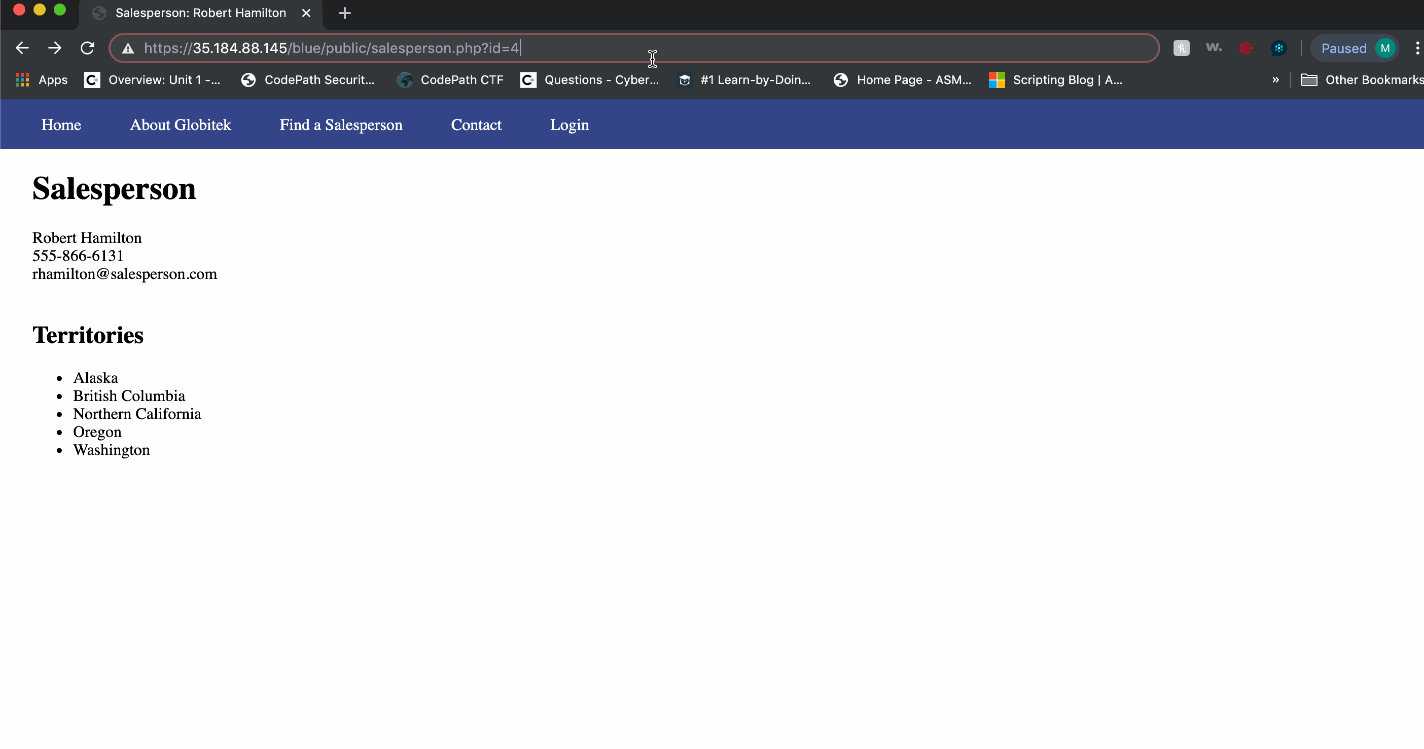 Salesperson: Robert Hamilton
https://35.184.88.145/blue/public/salesperson.php?id=4
W.
Paused M
Apps
Overview: Unit 1 -...
CodePath Securit...
CodePath CTF
Questions - Cyber...
#1 Learn-by-Doin...
Home Page - ASM...
Scripting Blog | A...
»
Other Bookmarks
Home
About Globitek
Find a Salesperson
Contact
Login
Salesperson
Robert Hamilton
555-866-6131
rhamilton@salesperson.com
Territories
• Alaska
• British Columbia
• Northern California
• Oregon
• Washington